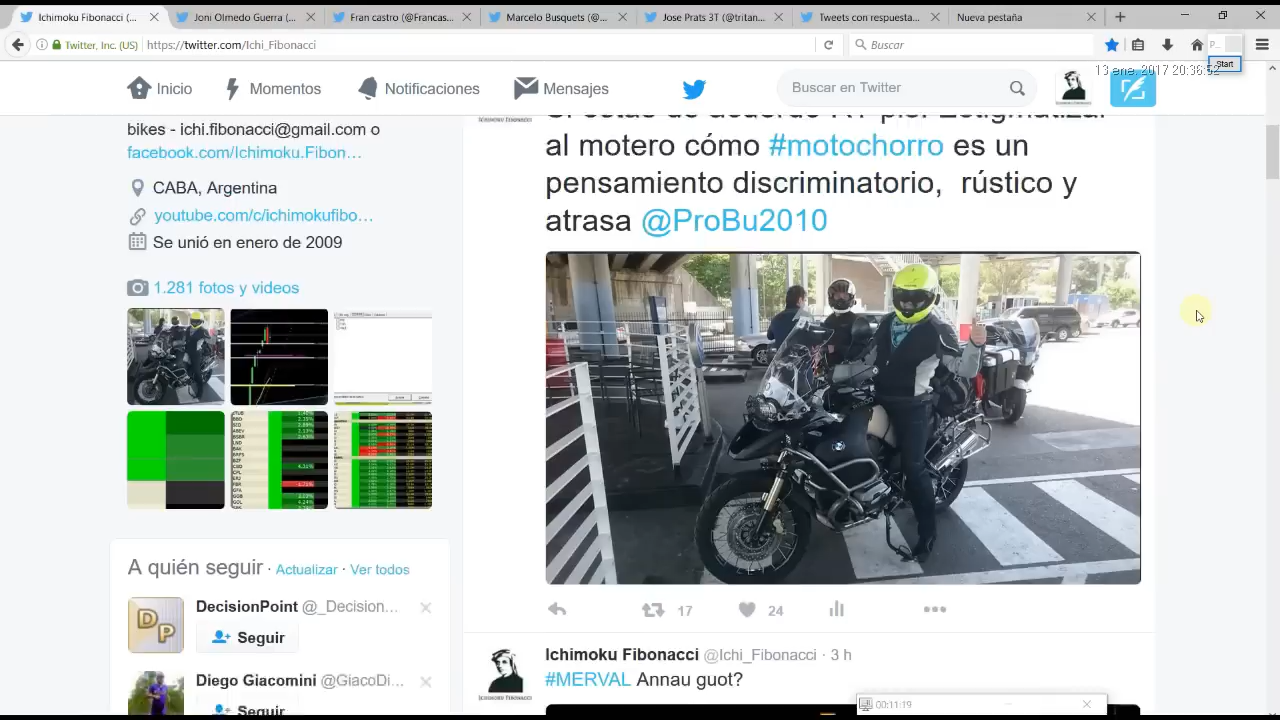 Ichimoku Fibonacci (...
Joni Olmedo Guerra (...
Fran castro (@Francas...
Marcelo Busquets (@...
Jose Prats 3T (@tritan...
Tweets con respuesta...
Nueva pestaña
Twitter, Inc. (US)
https://twitter.com/Ichi_Fibonacci
Buscar
P...
Start
13 ene. 2017 20:36:52
Inicio
Momentos
Notificaciones
Mensajes
Buscar en Twitter
bikes - ichi.fibonacci@gmail.com o
facebook.com/Ichimoku.Fibon…
CABA, Argentina
youtube.com/c/ichimokufibo…
Se unió en enero de 2009
1.281 fotos y videos
A quién seguir · Actualizar · Ver todos
DecisionPoint @_Decision...
Seguir
Diego Giacomini @GiacoDi...
Seguir
ICHIMOKU FIBONACCI
al motero cómo #motochorro es un
pensamiento discriminatorio, rústico y
atrasa @ProBu2010
17
24
Ichimoku Fibonacci @Ichi_Fibonacci · 3 h
#MERVAL Annau guot?
ICHIMOKU FIBONACCI
00:11:19